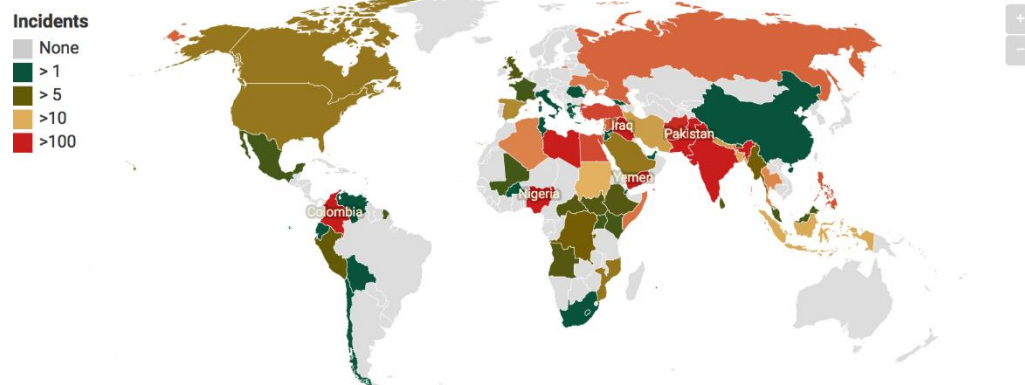 Incidents
None
> 1
> 5
>10
>100
+
−
Iraq
Pakistan
Yemen
Nigeria
Colombia